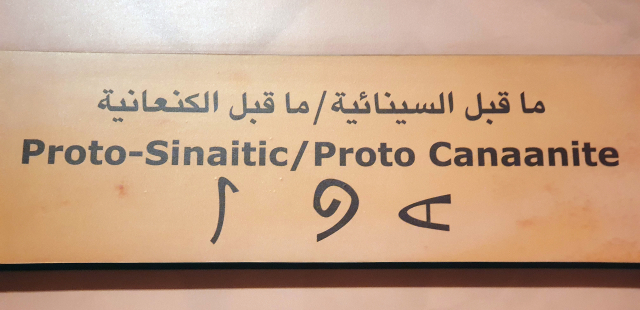 ما قبل السينائية/ما قبل الكنعانية
Proto-Sinaitic/Proto Canaanite